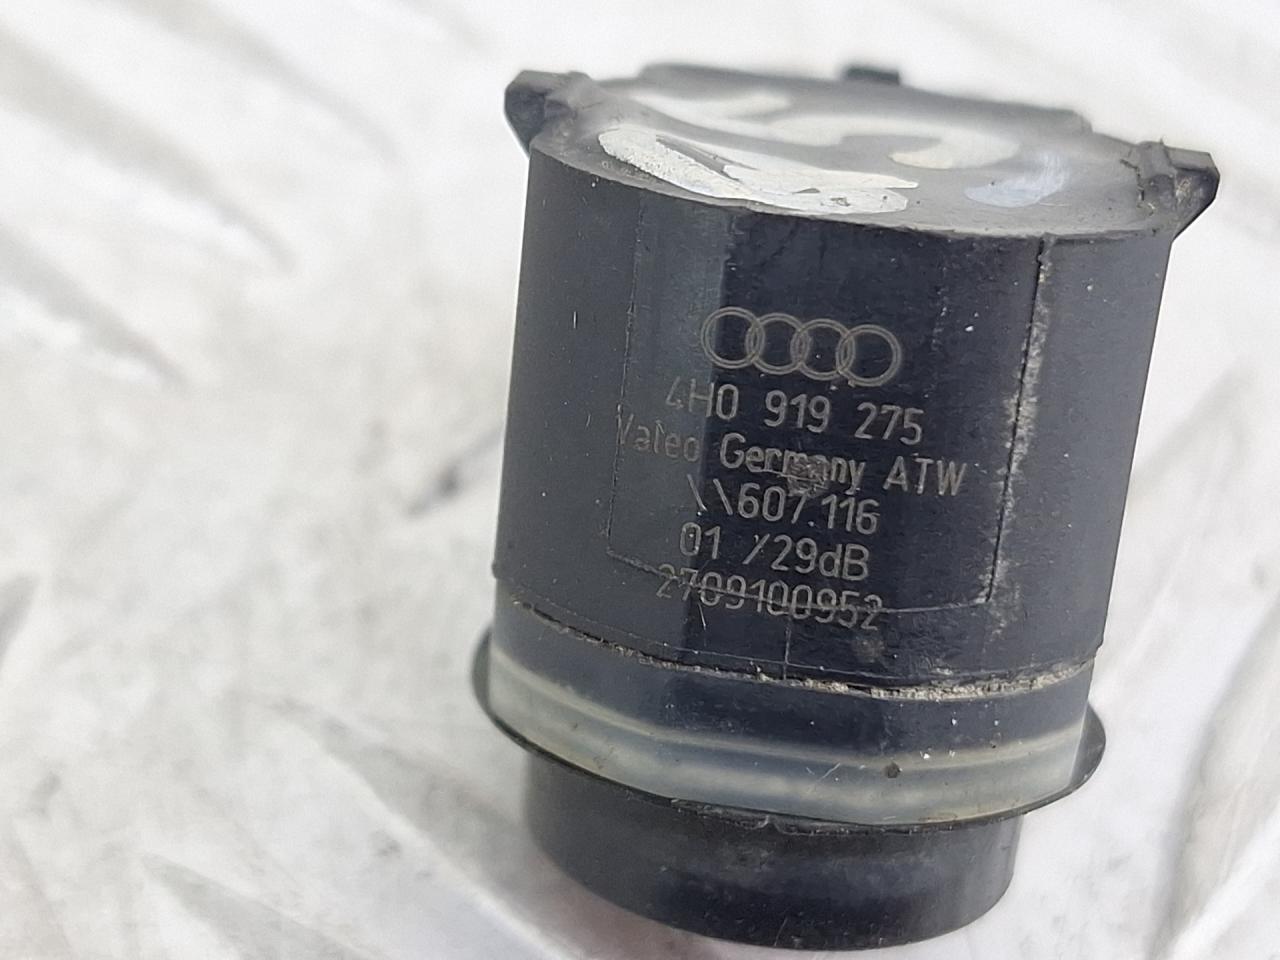 4H0 919 275
Valeo Germany ATW
\\607.116
01 /29dB
2709100952